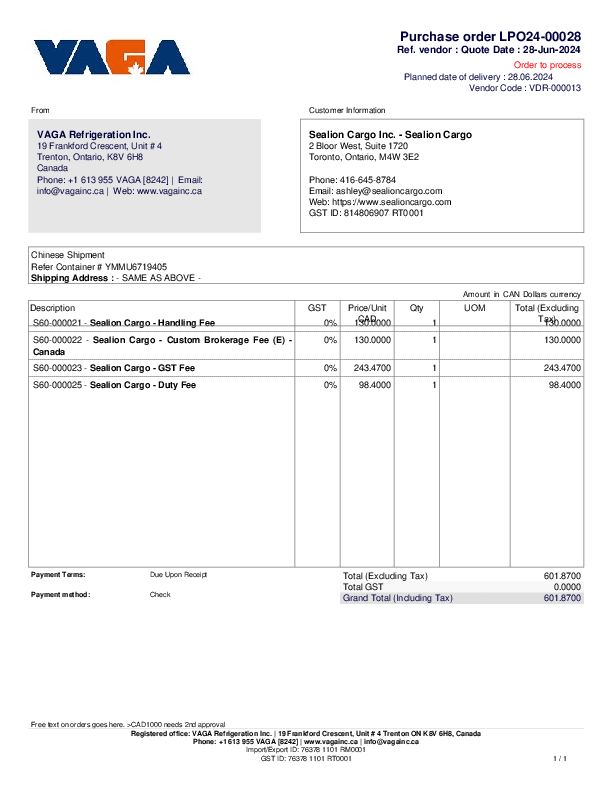 VAGA
Purchase order LPO24-00028
Ref. vendor : Quote Date : 28-Jun-2024
Order to process
Planned date of delivery : 28.06.2024
Vendor Code : VDR-000013
From
Customer Information
VAGA Refrigeration Inc.
19 Frankford Crescent, Unit # 4
Trenton, Ontario, K8V 6H8
Canada
Phone: +1 613 955 VAGA [8242] | Email:
info@vagainc.ca | Web: www.vagainc.ca
Sealion Cargo Inc. - Sealion Cargo
2 Bloor West, Suite 1720
Toronto, Ontario, M4W 3E2
Phone: 416-645-8784
Email: ashley@sealioncargo.com
Web: https://www.sealioncargo.com
GST ID: 814806907 RT0001
Chinese Shipment
Refer Container # YMMU6719405
Shipping Address : - SAME AS ABOVE -
Amount in CAN Dollars currency
Description GST Price/Unit CAD Qty UOM Total (Excluding Tax)
S60-000021 - Sealion Cargo - Handling Fee 0% 130.0000 1 130.0000
S60-000022 - Sealion Cargo - Custom Brokerage Fee (E) - 0% 130.0000 1 130.0000
Canada
S60-000023 - Sealion Cargo - GST Fee 0% 243.4700 1 243.4700
S60-000025 - Sealion Cargo - Duty Fee 0% 98.4000 1 98.4000
Payment Terms: Due Upon Receipt
Payment method: Check
Total (Excluding Tax) 601.8700
Total GST 0.0000
Grand Total (Including Tax) 601.8700
Free text on orders goes here. >CAD1000 needs 2nd approval
Registered office: VAGA Refrigeration Inc. | 19 Frankford Crescent, Unit # 4 Trenton ON K8V 6H8, Canada
Phone: +1 613 955 VAGA [8242] | www.vagainc.ca | info@vagainc.ca
Import/Export ID: 76378 1101 RM0001
GST ID: 76378 1101 RT0001
1 / 1